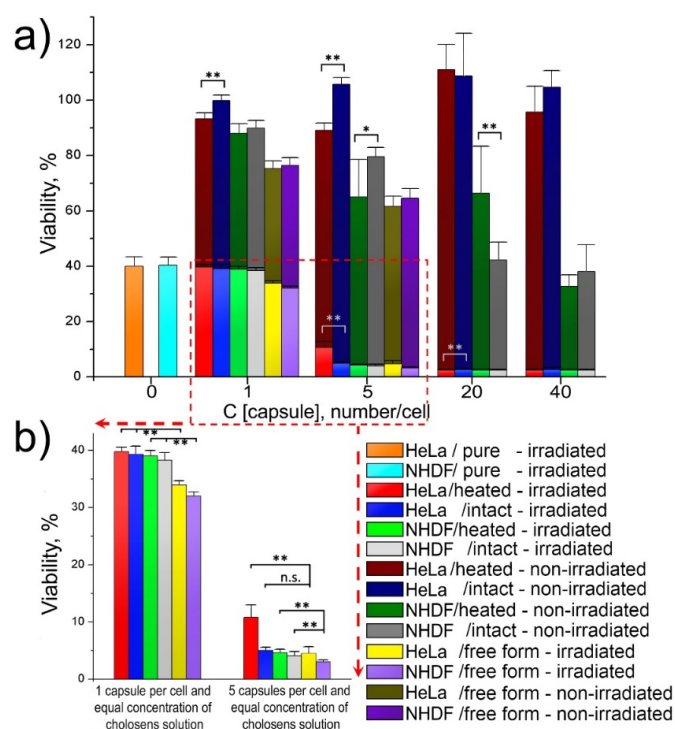 a)
Viability, %
120
100
80
60
40
20
0
**
**
*
**
**
**
0 1 5 20 40
C [capsule], number/cell
b)
Viability, %
40
30
20
10
0
**
**
**
n.s.
**
**
1 capsule per cell and
equal concentration of
cholosens solution
5 capsules per cell and
equal concentration of
cholosens solution
HeLa / pure - irradiated
NHDF/ pure - irradiated
HeLa/heated - irradiated
HeLa /intact - irradiated
NHDF/heated - irradiated
NHDF /intact - irradiated
HeLa/heated - non-irradiated
HeLa /intact - non-irradiated
NHDF/heated - non-irradiated
NHDF /intact - non-irradiated
HeLa /free form - irradiated
NHDF /free form - irradiated
HeLa /free form - non-irradiated
NHDF /free form - non-irradiated